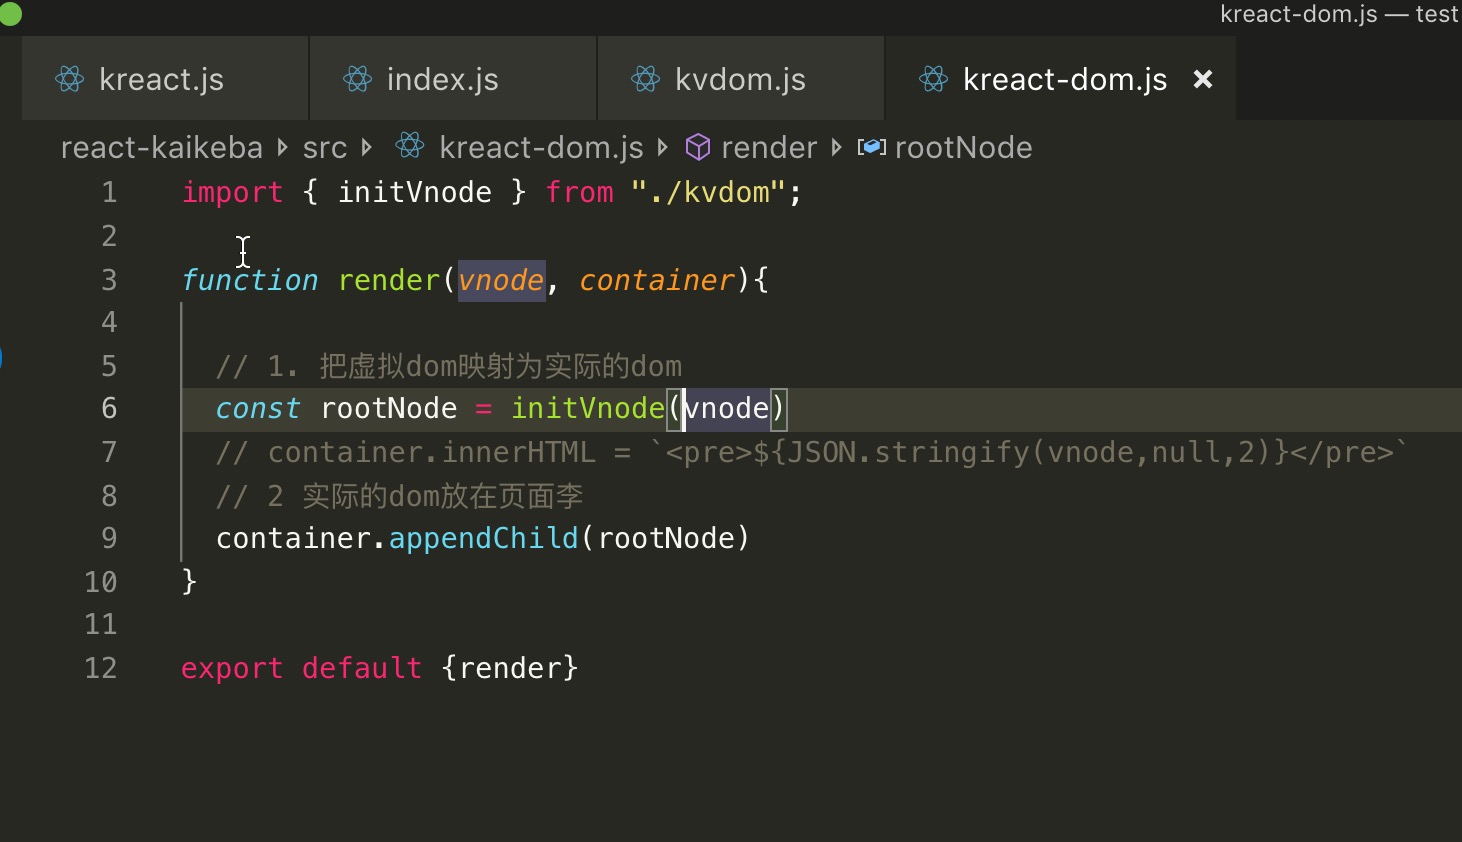 kreact-dom.js — test
kreact.js
index.js
kvdom.js
kreact-dom.js
react-kaikeba src kreact-dom.js render rootNode
1 import { initVnode } from "./kvdom";
2
3 function render(vnode, container){
4
5 // 1. 把虚拟dom映射为实际的dom
6 const rootNode = initVnode(vnode)
7 // container.innerHTML = `<pre>${JSON.stringify(vnode,null,2)}</pre>`
8 // 2 实际的dom放在页面李
9 container.appendChild(rootNode)
10 }
11
12 export default {render}